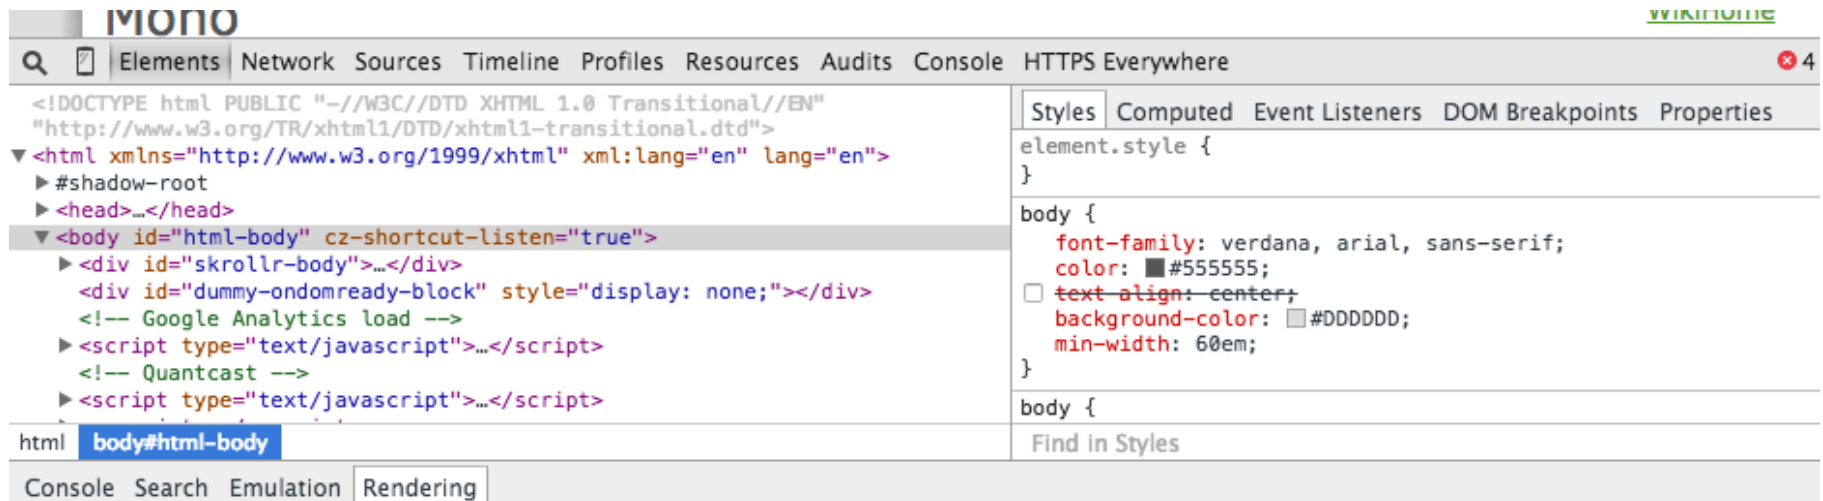 Mono
WikiHome
Elements Network Sources Timeline Profiles Resources Audits Console HTTPS Everywhere 4
<!DOCTYPE html PUBLIC "-//W3C//DTD XHTML 1.0 Transitional//EN"
"http://www.w3.org/TR/xhtml1/DTD/xhtml1-transitional.dtd">
<html xmlns="http://www.w3.org/1999/xhtml" xml:lang="en" lang="en">
#shadow-root
<head>…</head>
<body id="html-body" cz-shortcut-listen="true">
<div id="skrollr-body">…</div>
<div id="dummy-ondomready-block" style="display: none;"></div>
<!-- Google Analytics load -->
<script type="text/javascript">…</script>
<!-- Quantcast -->
<script type="text/javascript">…</script>
html body#html-body
Styles Computed Event Listeners DOM Breakpoints Properties
element.style {
}
body {
font-family: verdana, arial, sans-serif;
color: #555555;
text-align: center;
background-color: #DDDDDD;
min-width: 60em;
}
body {
Find in Styles
Console Search Emulation Rendering